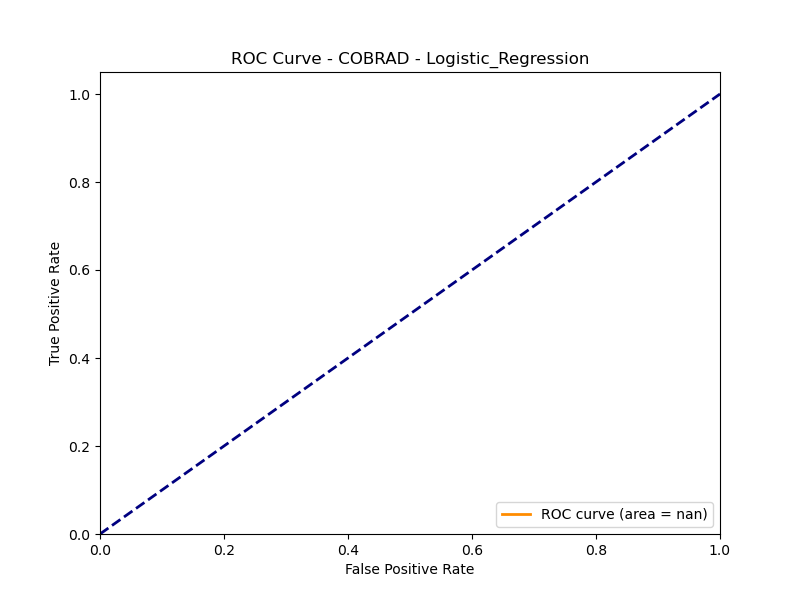 ROC Curve - COBRAD - Logistic_Regression
True Positive Rate
1.0
0.8
0.6
0.4
0.2
0.0
0.0 0.2 0.4 0.6 0.8 1.0
False Positive Rate
ROC curve (area = nan)